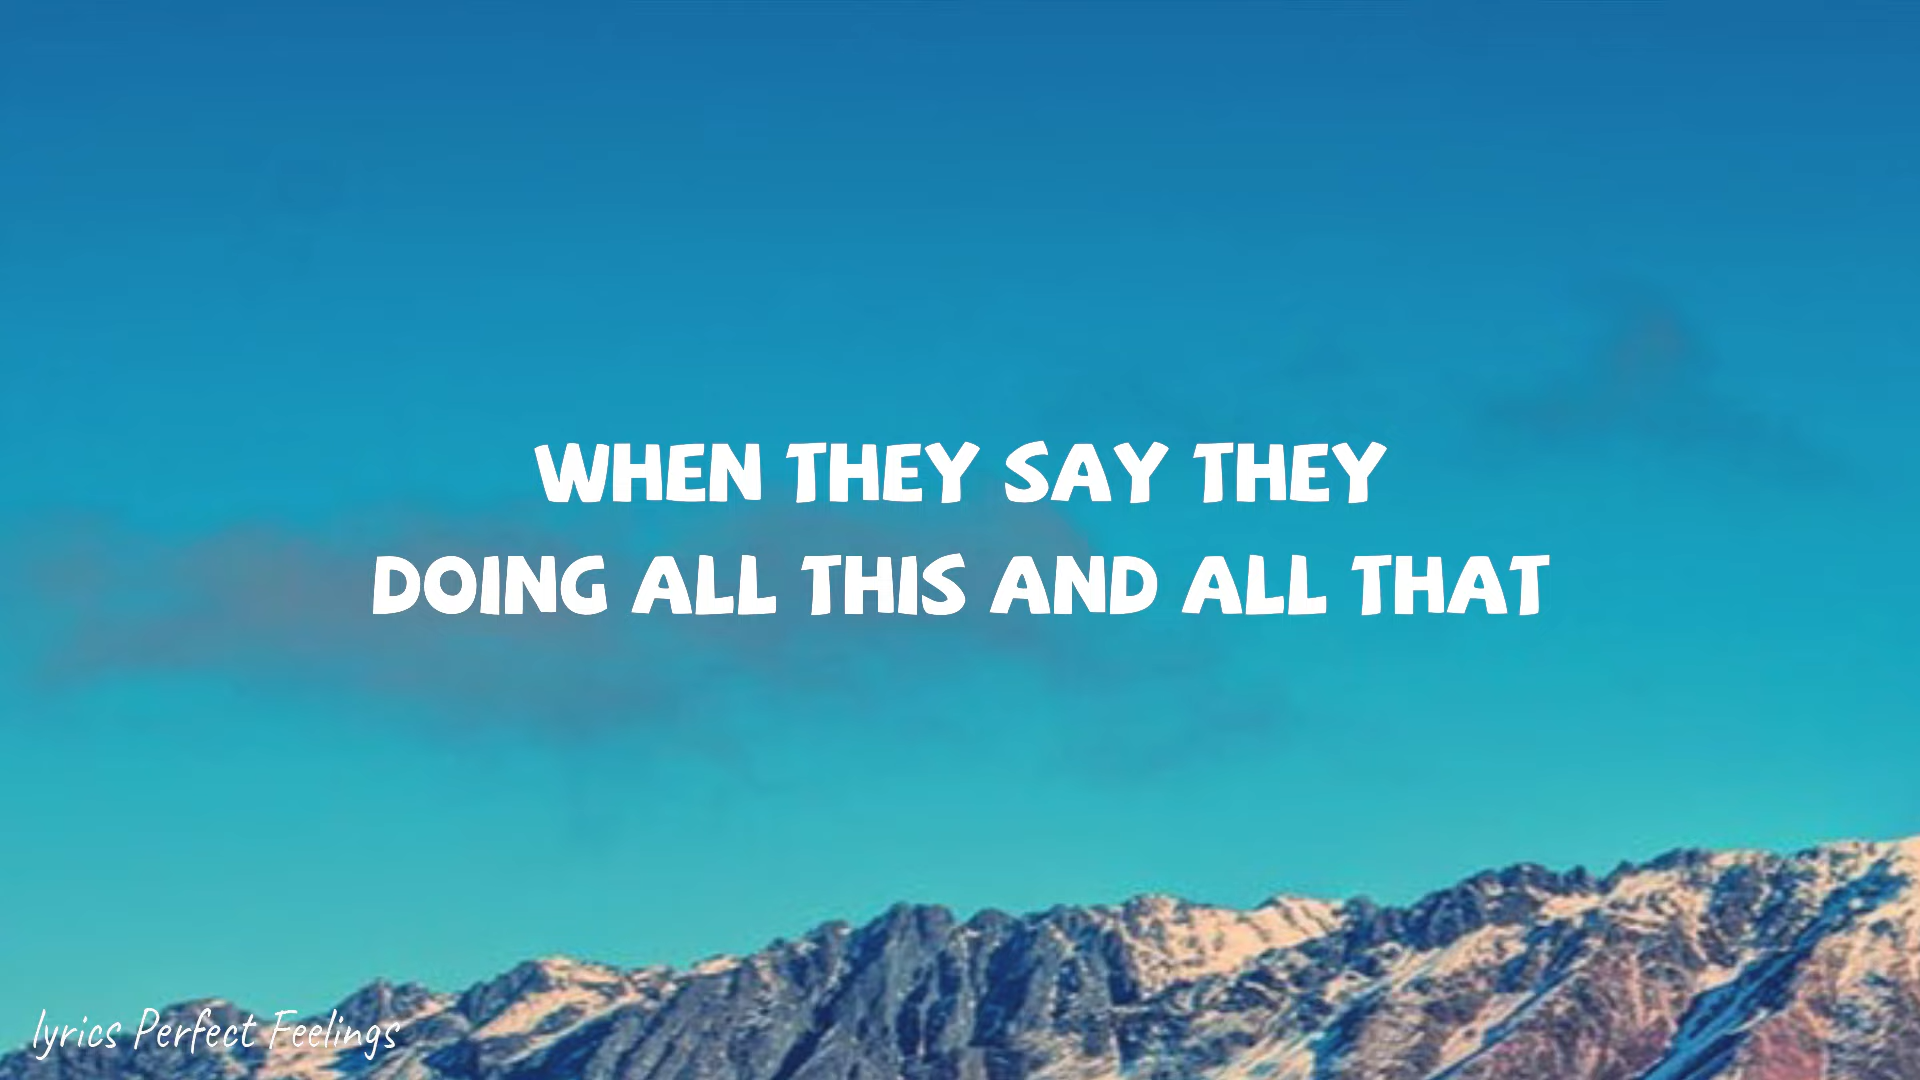 WHEN THEY SAY THEY
DOING ALL THIS AND ALL THAT
lyrics Perfect Feelings